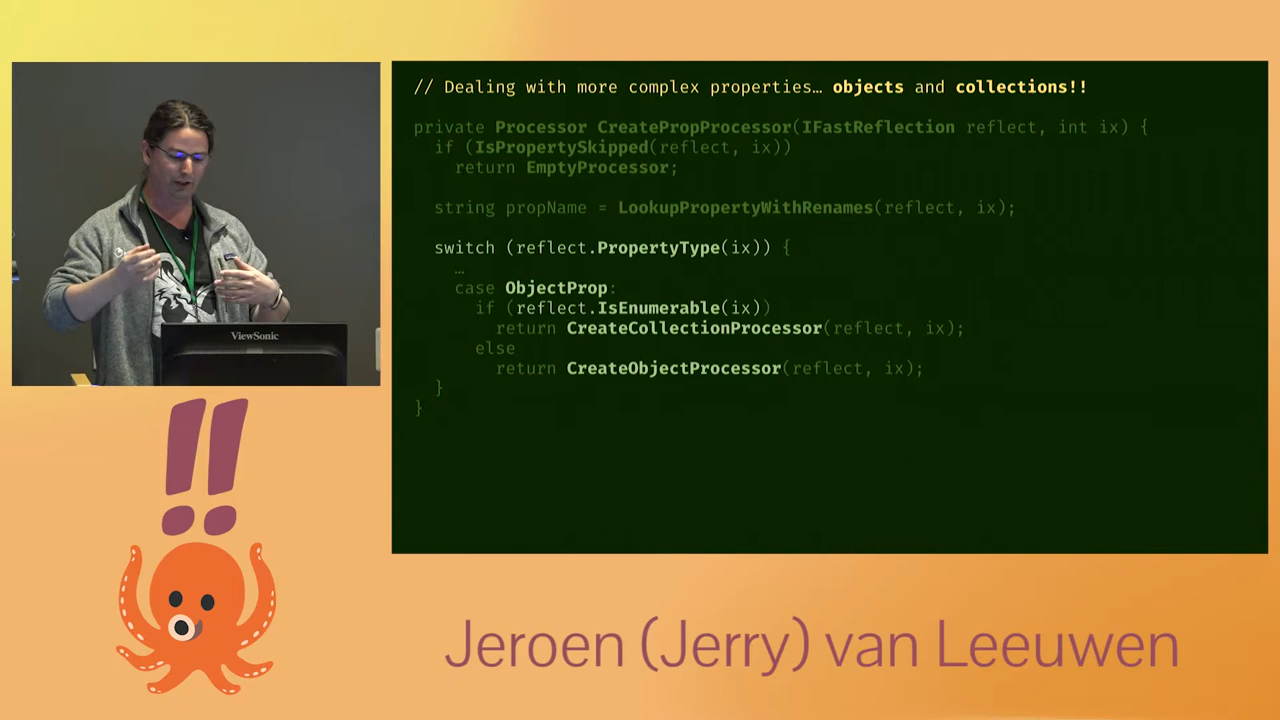 // Dealing with more complex properties… objects and collections!!
private Processor CreatePropProcessor(IFastReflection reflect, int ix) {
if (IsPropertySkipped(reflect, ix))
return EmptyProcessor;
string propName = LookupPropertyWithRenames(reflect, ix);
switch (reflect.PropertyType(ix)) {
…
case ObjectProp:
if (reflect.IsEnumerable(ix))
return CreateCollectionProcessor(reflect, ix);
else
return CreateObjectProcessor(reflect, ix);
}
}
ViewSonic
!!
Jeroen (Jerry) van Leeuwen